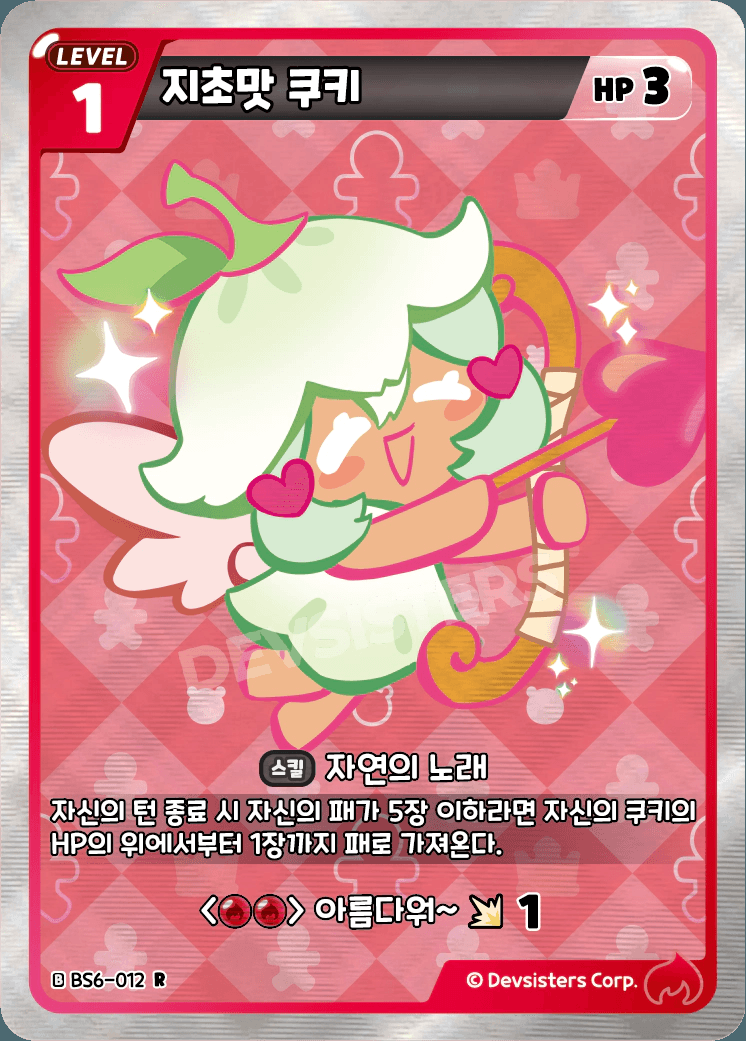 LEVEL
1
지초맛 쿠키
HP 3
DEVSISTERS
스킬 자연의 노래
자신의 턴 종료 시 자신의 패가 5장 이하라면 자신의 쿠키의
HP의 위에서부터 1장까지 패로 가져온다.
< > 아름다워~ 1
B BS6-012 R
© Devsisters Corp.